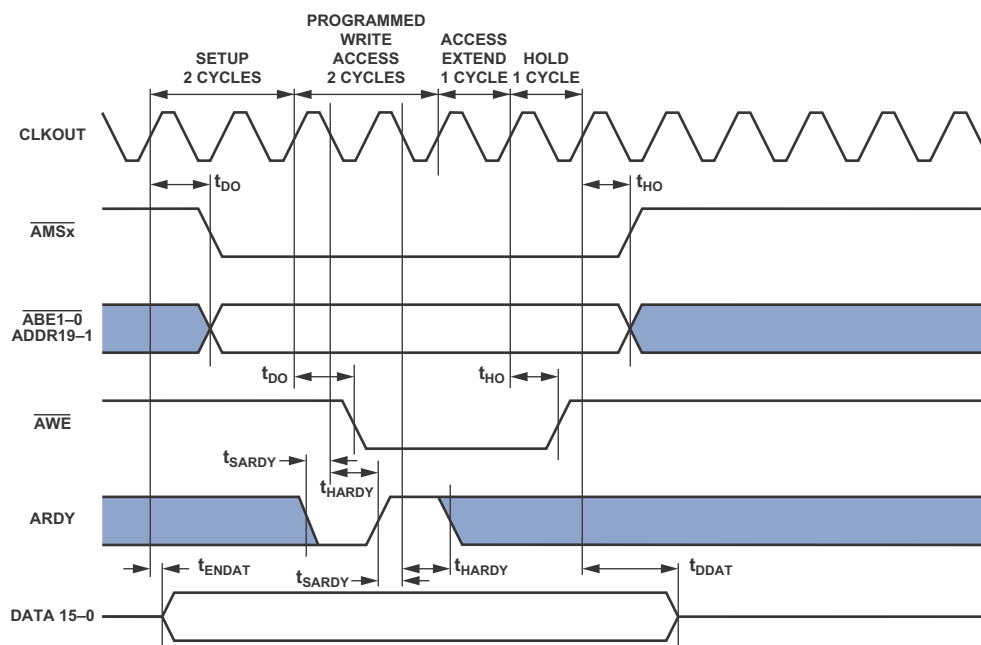 SETUP
2 CYCLES
PROGRAMMED
WRITE
ACCESS
2 CYCLES
ACCESS
EXTEND
1 CYCLE
HOLD
1 CYCLE
CLKOUT
tDO
tHO
AMSx
ABE1–0
ADDR19–1
tDO
tHO
AWE
tSARDY
tHARDY
ARDY
tENDAT
tSARDY
tHARDY
tDDAT
DATA 15–0